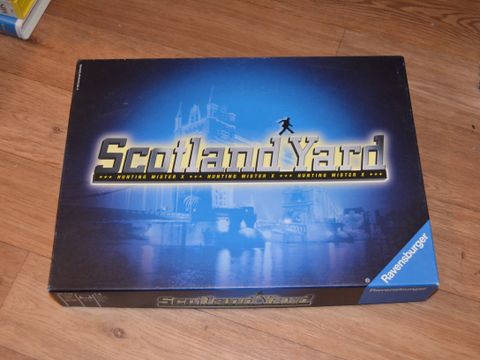 Scotland Yard
••• HUNTING MISTER X ••• HUNTING MISTER X ••• HUNTING MISTER X •••
Ravensburger
Scotland Yard
Ravensburger